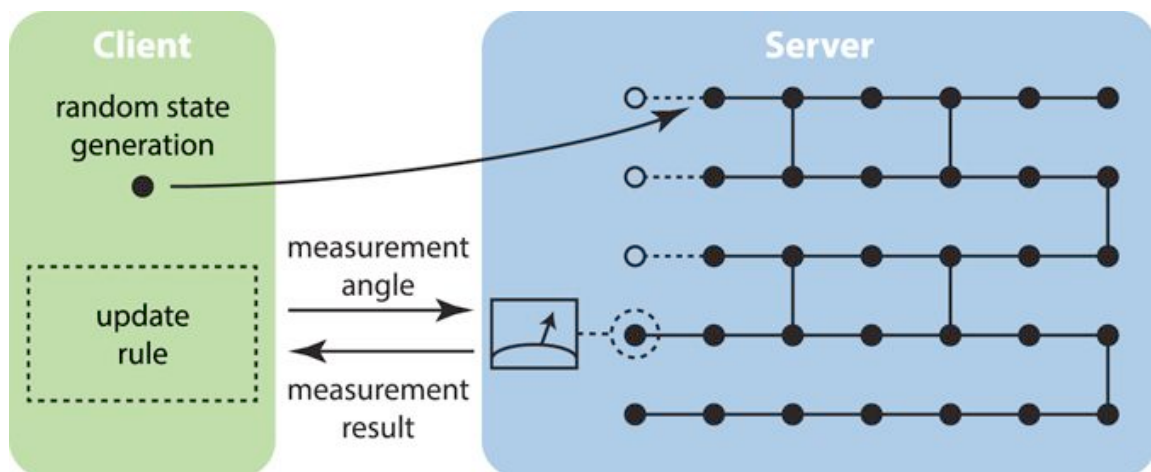 Client
random state
generation
update
rule
measurement
angle
measurement
result
Server